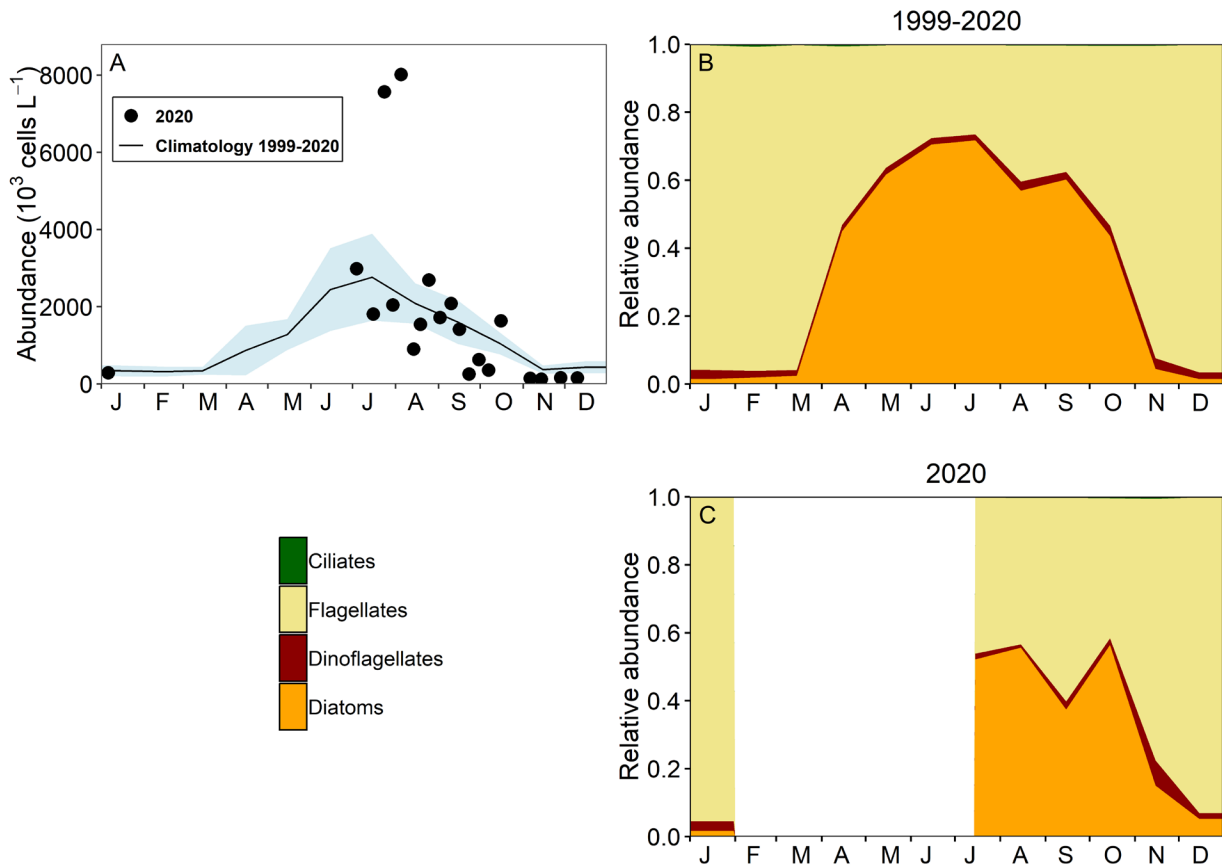 A
Abundance (10³ cells L⁻¹)
8000
6000
4000
2000
0
2020
Climatology 1999-2020
J F M A M J J A S O N D
1999-2020
B
Relative abundance
1.0
0.8
0.6
0.4
0.2
0.0
J F M A M J J A S O N D
Ciliates
Flagellates
Dinoflagellates
Diatoms
2020
C
Relative abundance
1.0
0.8
0.6
0.4
0.2
0.0
J F M A M J J A S O N D